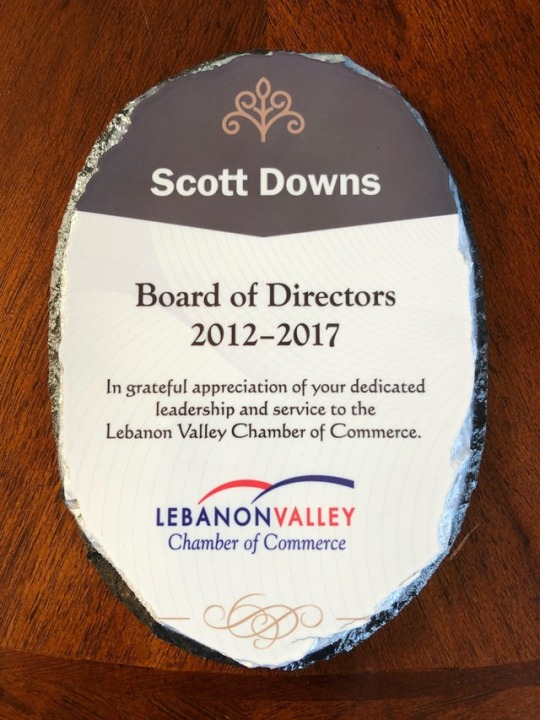 Scott Downs
Board of Directors
2012–2017
In grateful appreciation of your dedicated
leadership and service to the
Lebanon Valley Chamber of Commerce.
LEBANONVALLEY
Chamber of Commerce